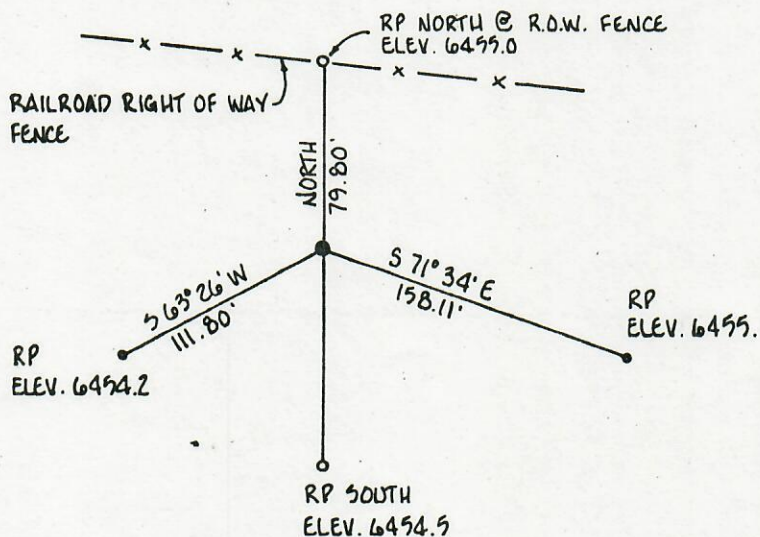 RP NORTH @ R.O.W. FENCE
ELEV. 6455.0
RAILROAD RIGHT OF WAY
FENCE
NORTH
79.80'
S 63°26' W
111.80'
S 71°34' E
158.11'
RP
ELEV. 6454.2
RP
ELEV. 6455.
RP SOUTH
ELEV. 6454.5